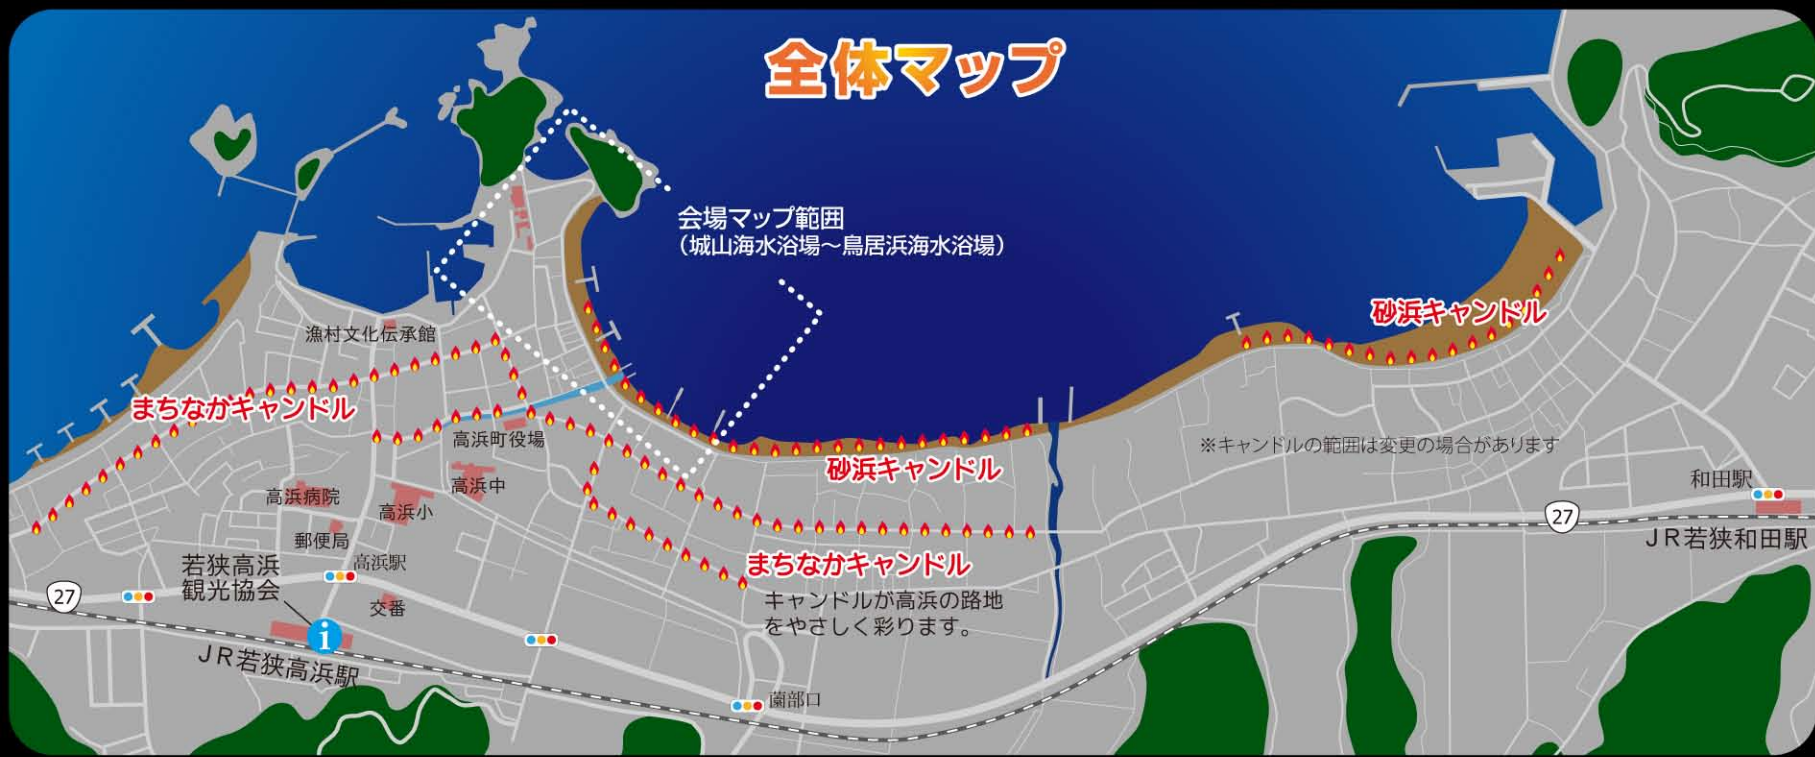 全体マップ
会場マップ範囲
（城山海水浴場～鳥居浜海水浴場）
砂浜キャンドル
漁村文化伝承館
まちなかキャンドル
高浜町役場
砂浜キャンドル
※キャンドルの範囲は変更の場合があります
高浜病院
高浜中
高浜小
和田駅
27
JR若狭和田駅
郵便局
高浜駅
若狭高浜
観光協会
まちなかキャンドル
キャンドルが高浜の路地
をやさしく彩ります。
27
交番
i
JR若狭高浜駅
薗部口